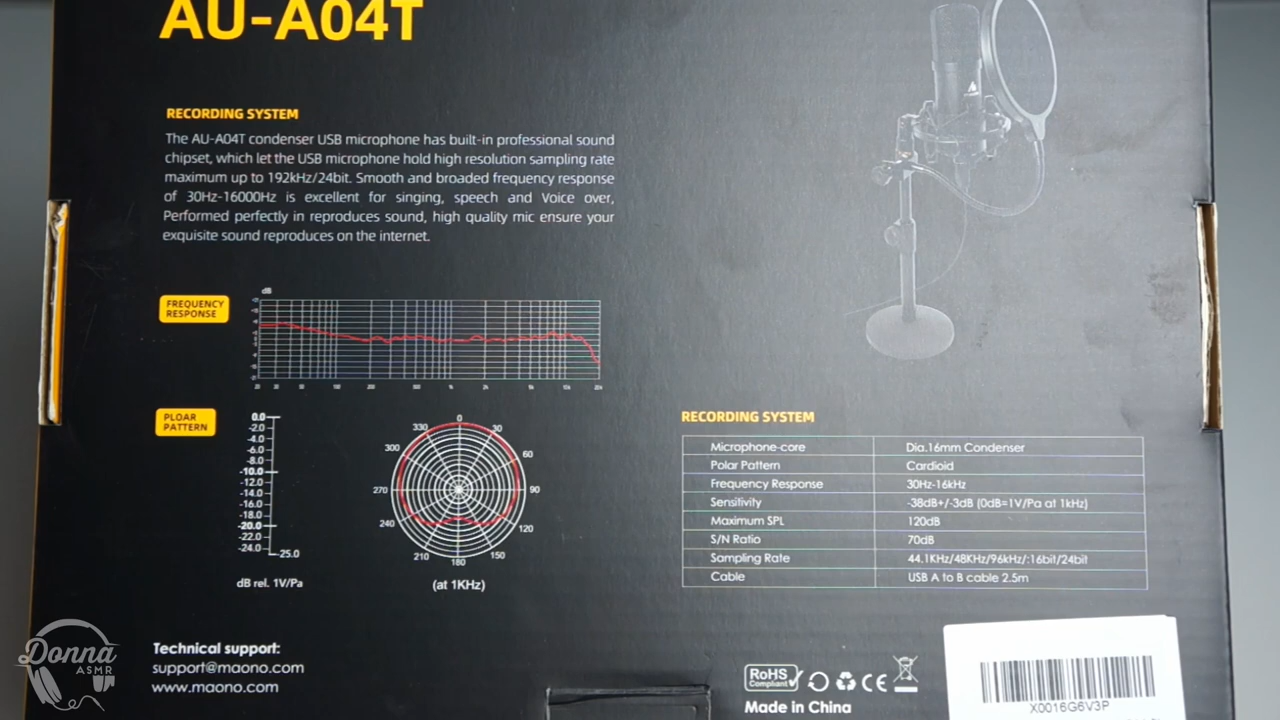 AU-A04T
RECORDING SYSTEM
The AU-A04T condenser USB microphone has built-in professional sound
chipset, which let the USB microphone hold high resolution sampling rate
maximum up to 192kHz/24bit. Smooth and broaded frequency response
of 30Hz-16000Hz is excellent for singing, speech and Voice over,
Performed perfectly in reproduces sound, high quality mic ensure your
exquisite sound reproduces on the internet.
FREQUENCY
RESPONSE
dB
PLOAR
PATTERN
0.0
-2.0
-4.0
-6.0
-8.0
-10.0
-12.0
-14.0
-16.0
-18.0
-20.0
-22.0
-24.0
-25.0
dB rel. 1V/Pa
0
30
60
90
120
150
180
210
240
270
300
330
(at 1KHz)
RECORDING SYSTEM
Microphone-core Dia.16mm Condenser
Polar Pattern Cardioid
Frequency Response 30Hz-16kHz
Sensitivity -38dB+/-3dB (0dB=1V/Pa at 1kHz)
Maximum SPL 120dB
S/N Ratio 70dB
Sampling Rate 44.1KHz/48KHz/96kHz/:16bit/24bit
Cable USB A to B cable 2.5m
Technical support:
support@maono.com
www.maono.com
RoHS
Compliant
CE
Made in China
X0016G6V3P
Donna
ASMR